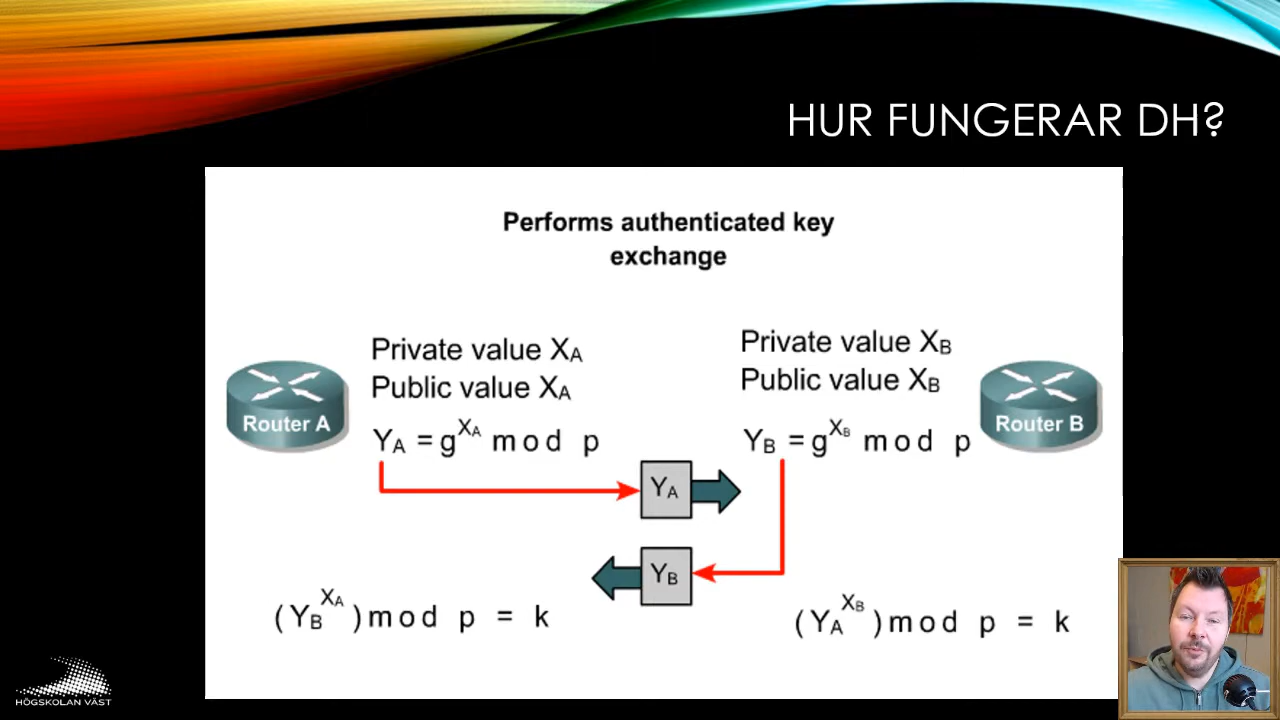 HUR FUNGERAR DH?
Performs authenticated key
exchange
Private value XA
Public value XA
YA = g^XA mod p
Router A
Private value XB
Public value XB
YB = g^XB mod p
Router B
YA
YB
(YB^XA) mod p = k
(YA^XB) mod p = k
HÖGSKOLAN VÄST